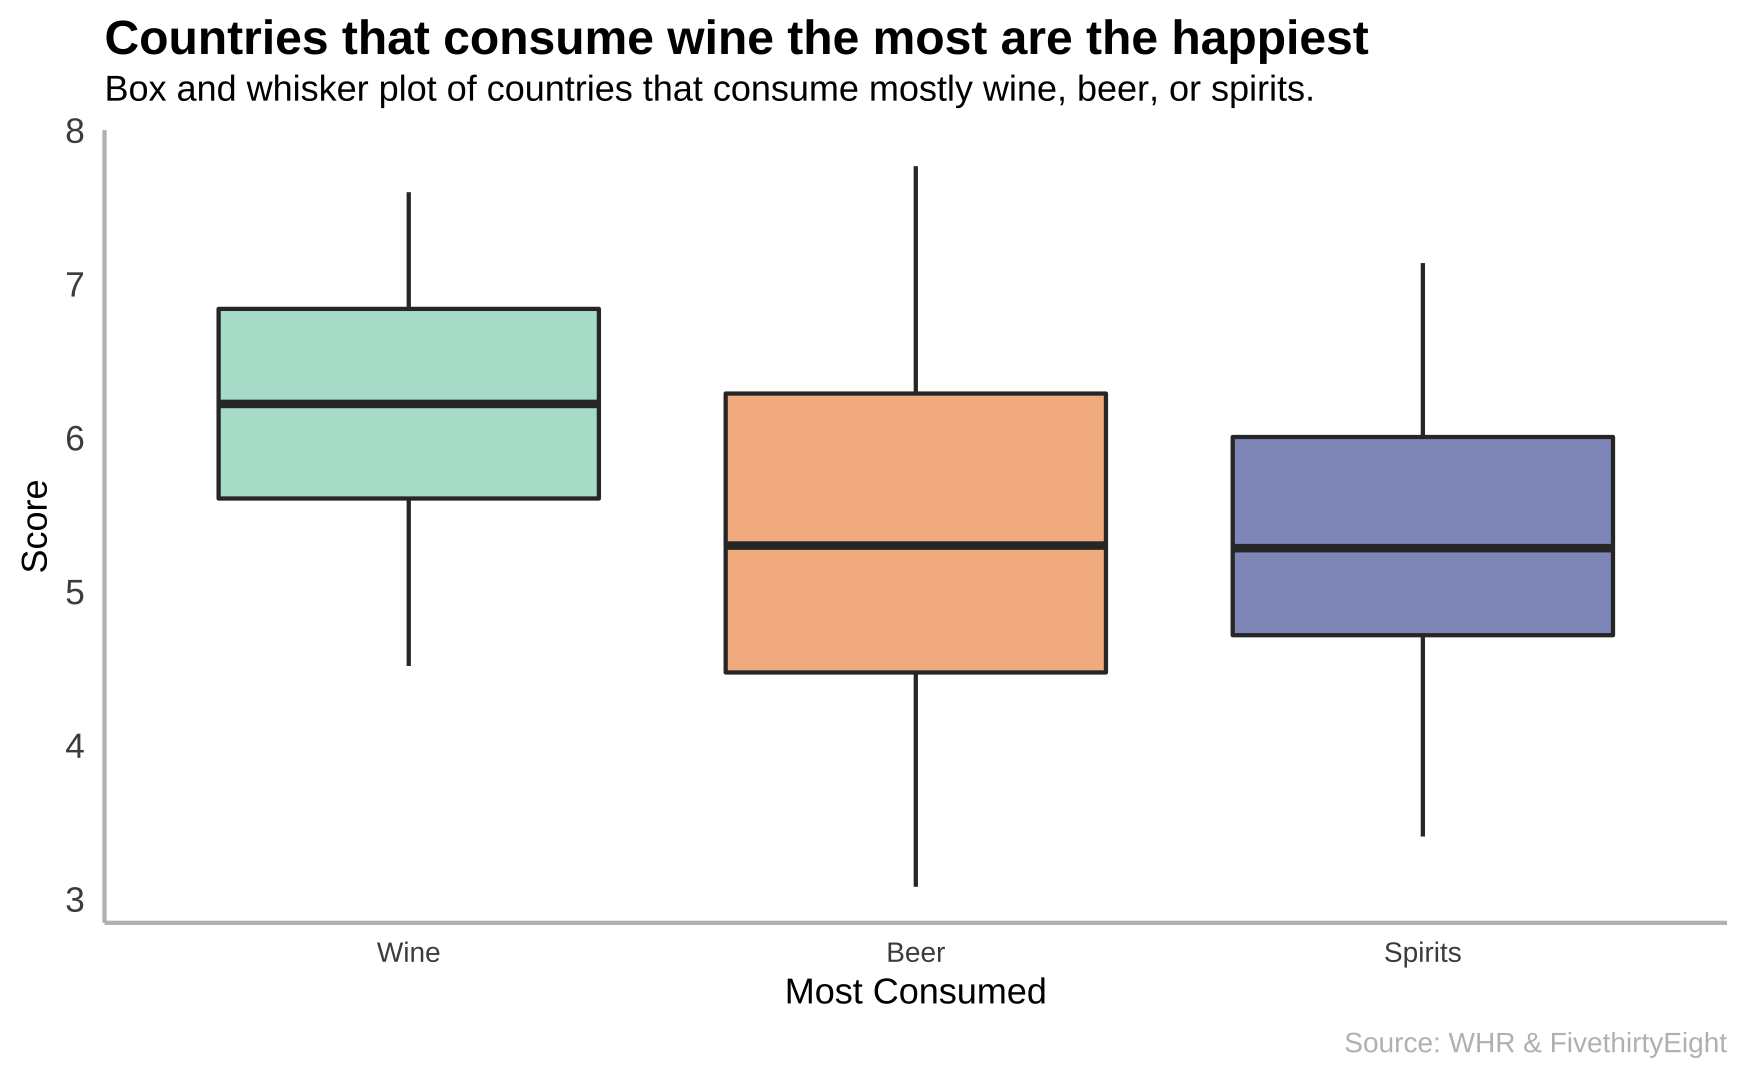 Countries that consume wine the most are the happiest
Box and whisker plot of countries that consume mostly wine, beer, or spirits.
8
7
6
5
4
3
Score
Wine
Beer
Spirits
Most Consumed
Source: WHR & FivethirtyEight